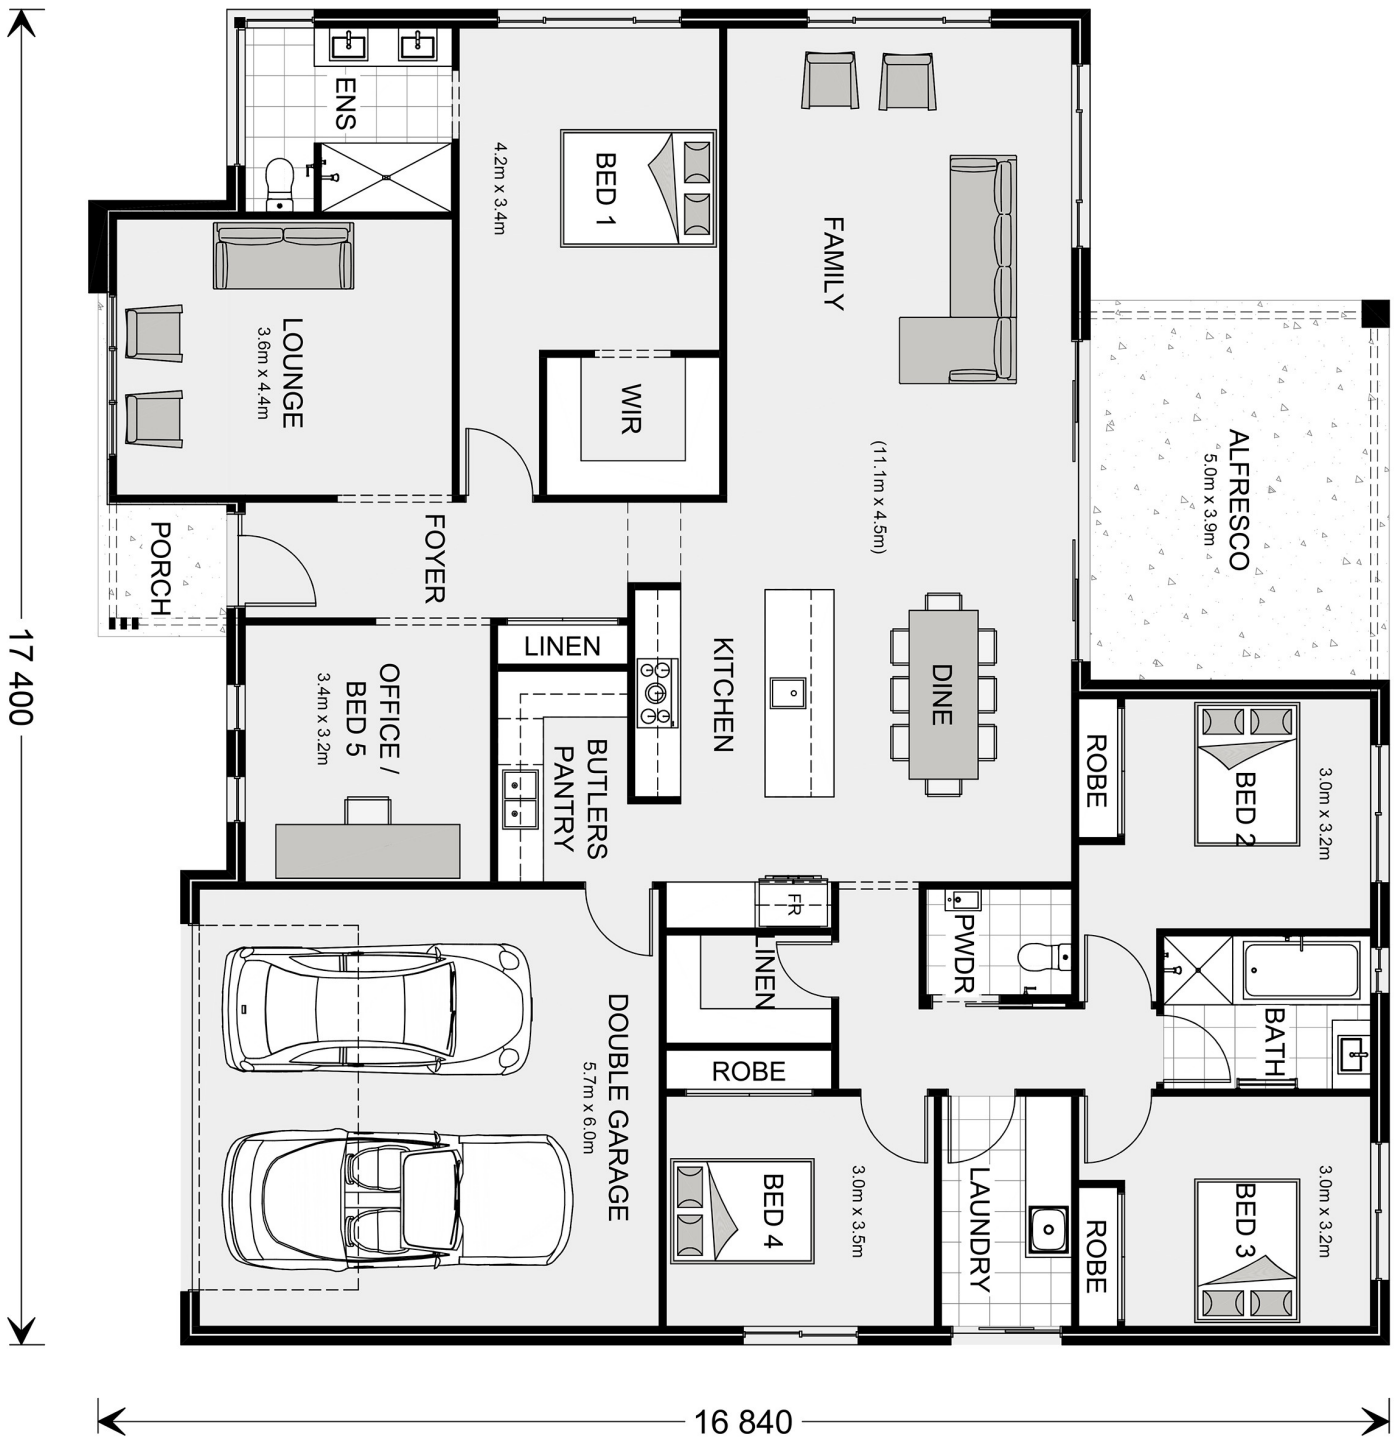 ENS
BED 1
4.2m x 3.4m
FAMILY
(11.1m x 4.5m)
LOUNGE
3.6m x 4.4m
WIR
ALFRESCO
5.0m x 3.9m
PORCH
FOYER
LINEN
KITCHEN
DINE
OFFICE /
BED 5
3.4m x 3.2m
BUTLERS
PANTRY
ROBE
BED 2
3.0m x 3.2m
FR
LINEN
PWDR
BATH
DOUBLE GARAGE
5.7m x 6.0m
ROBE
BED 4
3.0m x 3.5m
LAUNDRY
ROBE
BED 3
3.0m x 3.2m
17 400
16 840